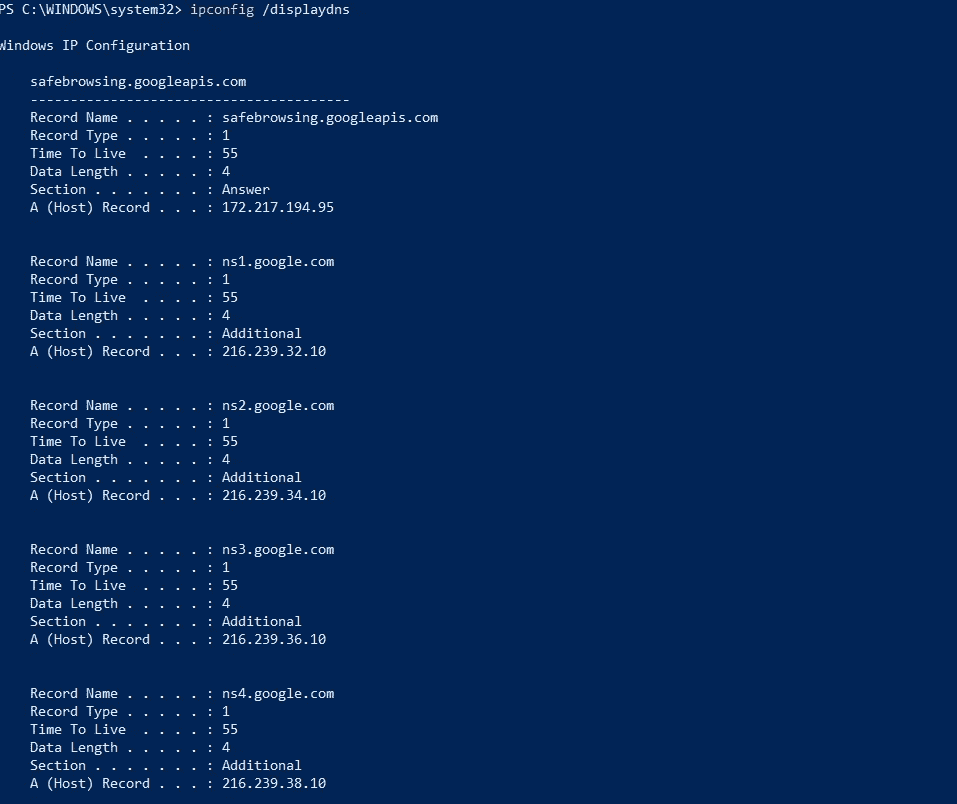 PS C:\WINDOWS\system32> ipconfig /displaydns
Windows IP Configuration
safebrowsing.googleapis.com
----------------------------------------
Record Name . . . . . : safebrowsing.googleapis.com
Record Type . . . . . : 1
Time To Live  . . . . : 55
Data Length . . . . . : 4
Section . . . . . . . : Answer
A (Host) Record . . . : 172.217.194.95
Record Name . . . . . : ns1.google.com
Record Type . . . . . : 1
Time To Live  . . . . : 55
Data Length . . . . . : 4
Section . . . . . . . : Additional
A (Host) Record . . . : 216.239.32.10
Record Name . . . . . : ns2.google.com
Record Type . . . . . : 1
Time To Live  . . . . : 55
Data Length . . . . . : 4
Section . . . . . . . : Additional
A (Host) Record . . . : 216.239.34.10
Record Name . . . . . : ns3.google.com
Record Type . . . . . : 1
Time To Live  . . . . : 55
Data Length . . . . . : 4
Section . . . . . . . : Additional
A (Host) Record . . . : 216.239.36.10
Record Name . . . . . : ns4.google.com
Record Type . . . . . : 1
Time To Live  . . . . : 55
Data Length . . . . . : 4
Section . . . . . . . : Additional
A (Host) Record . . . : 216.239.38.10